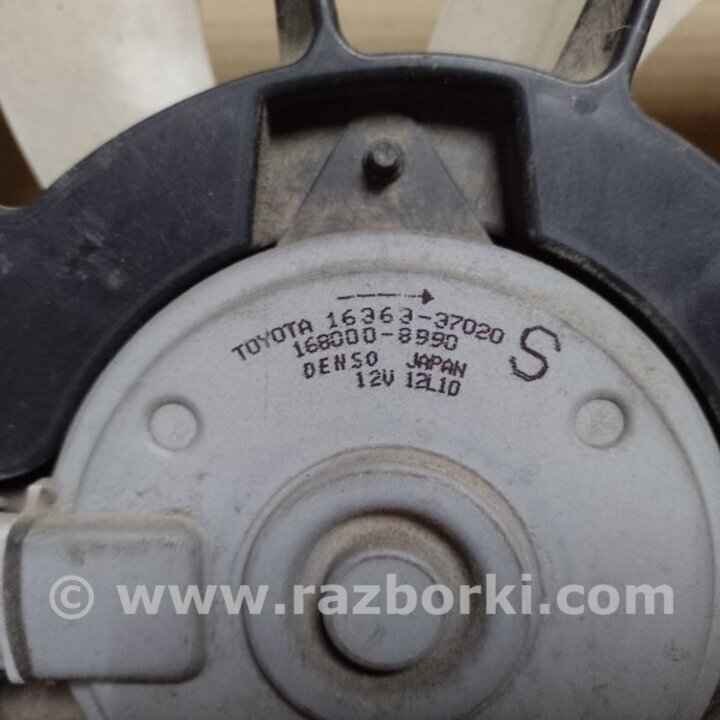 TOYOTA 16363-37020
168000-8990 S
DENSO JAPAN
12V 12L10
© www.razborki.com